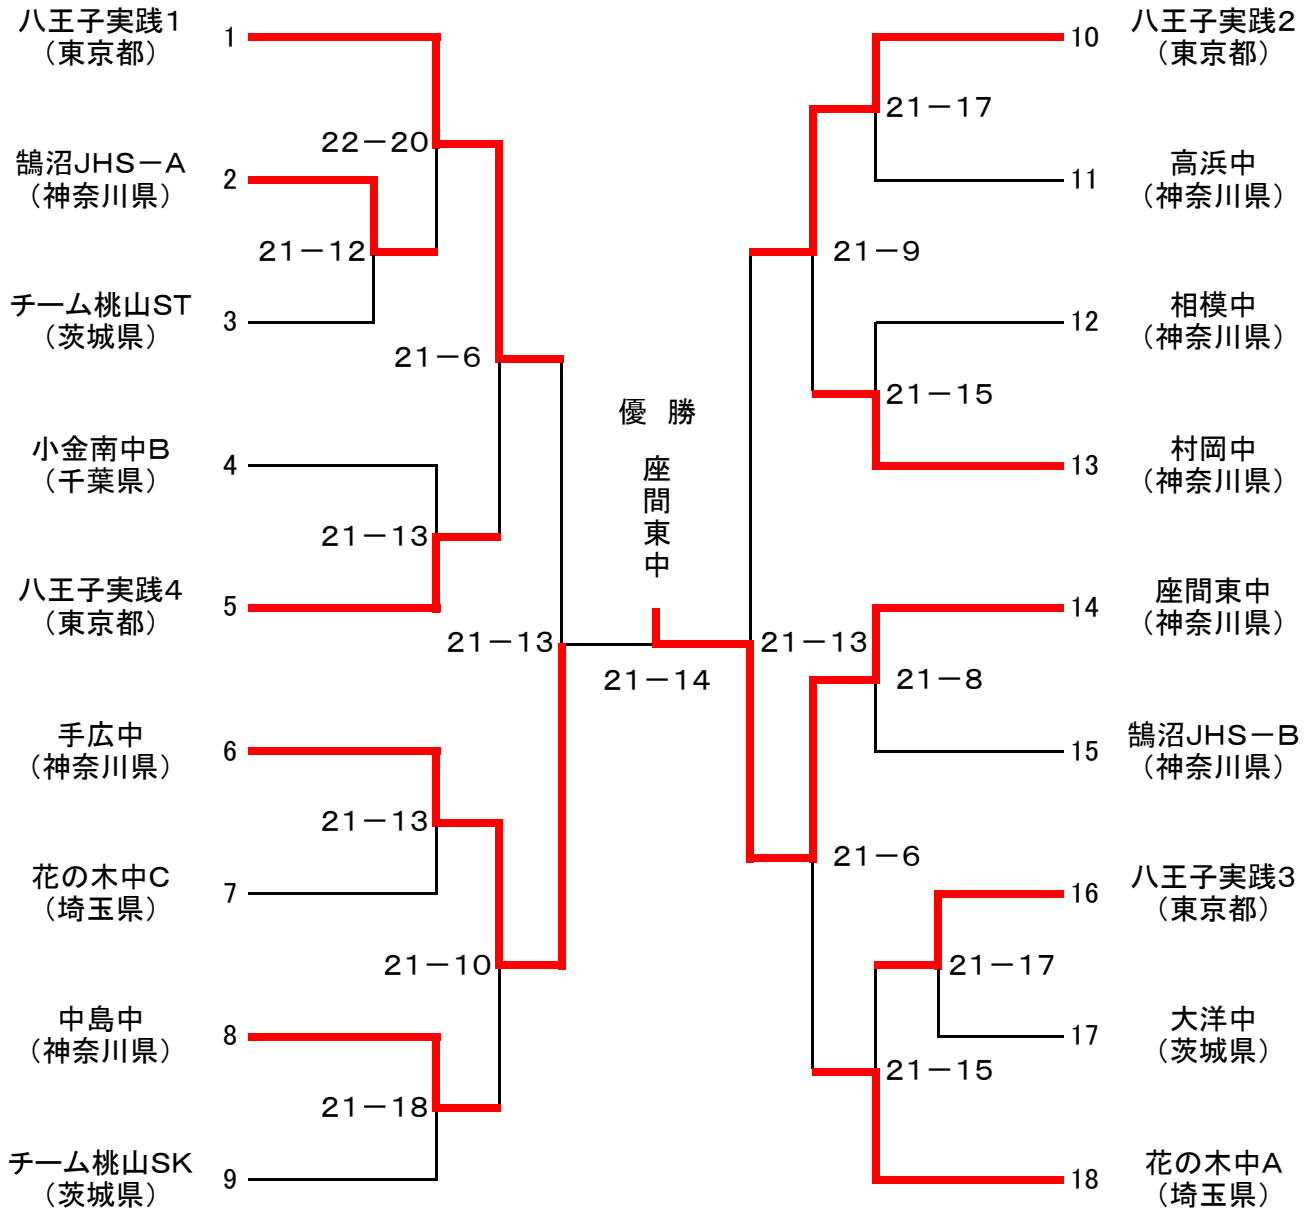 八王子実践1
（東京都）
1
22－20
鵠沼JHS－A
（神奈川県）
2
21－12
チーム桃山ST
（茨城県）
3
21－6
小金南中B
（千葉県）
4
21－13
八王子実践4
（東京都）
5
21－13
手広中
（神奈川県）
6
21－13
花の木中C
（埼玉県）
7
21－10
中島中
（神奈川県）
8
21－18
チーム桃山SK
（茨城県）
9
優 勝
座間東中
21－14
八王子実践2
（東京都）
10
21－17
高浜中
（神奈川県）
11
21－9
相模中
（神奈川県）
12
21－15
村岡中
（神奈川県）
13
座間東中
（神奈川県）
14
21－13
21－8
鵠沼JHS－B
（神奈川県）
15
21－6
八王子実践3
（東京都）
16
21－17
大洋中
（茨城県）
17
21－15
花の木中A
（埼玉県）
18